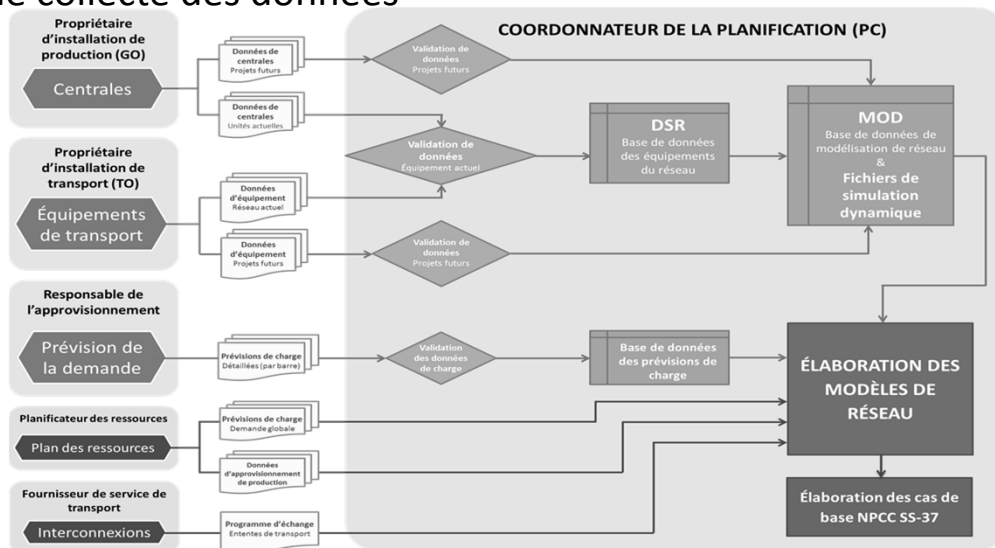 de collecte des données
COORDONNATEUR DE LA PLANIFICATION (PC)
Propriétaire
d'installation de
production (GO)
Centrales
Données de
centrales
Projets futurs
Données de
centrales
Unités actuelles
Validation de
données
Projets futurs
Validation de
données
Équipement actuel
DSR
Base de données
des équipements
du réseau
MOD
Base de données de
modélisation de réseau
&
Fichiers de
simulation
dynamique
Propriétaire
d'installation de
transport (TO)
Équipements
de transport
Données
d'équipement
Réseau actuel
Données
d'équipement
Projets futurs
Validation de
données
Projets futurs
Responsable de
l'approvisionnement
Prévision de
la demande
Prévisions de charge
Détaillées (par barre)
Validation
des données
de charge
Base de données
des prévisions de
charge
ÉLABORATION DES
MODÈLES DE
RÉSEAU
Planificateur des ressources
Plan des ressources
Prévisions de charge
Demande globale
Données
d'approvisionnement
de production
Fournisseur de service de
transport
Interconnexions
Programme d'échange
Ententes de transport
Élaboration des cas de
base NPCC SS-37